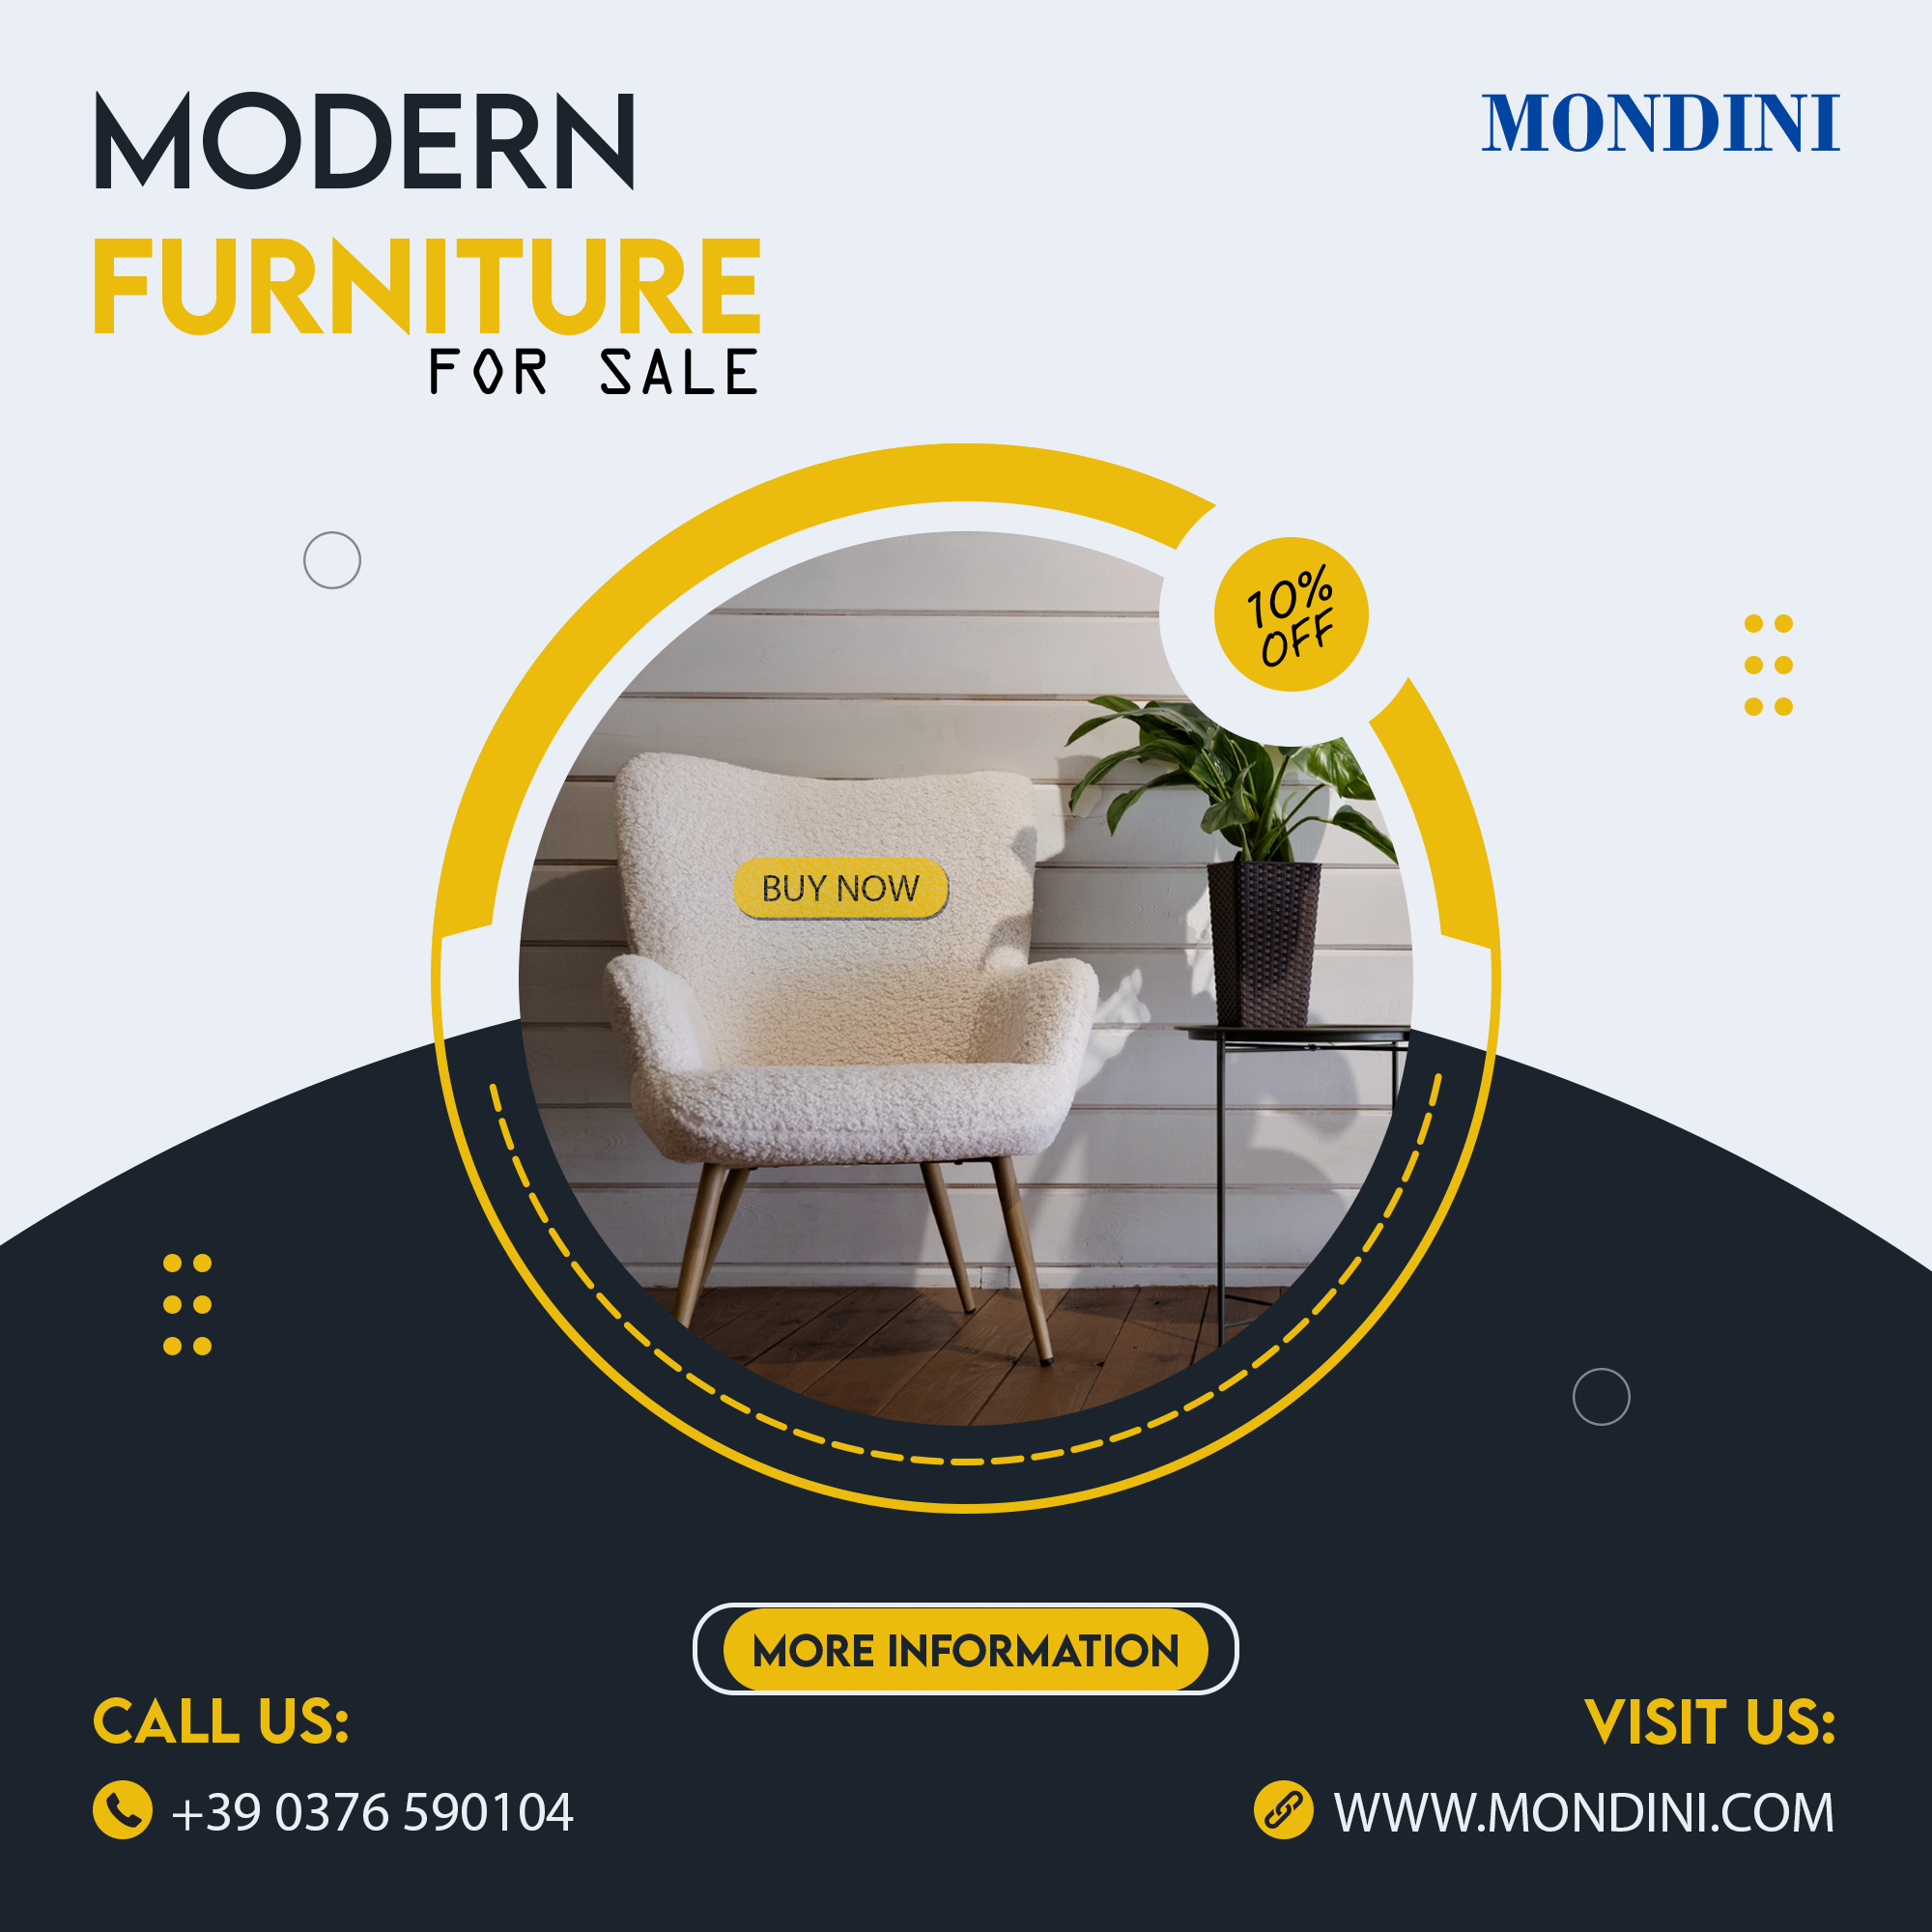 MODERN
MONDINI
FURNITURE
FOR SALE
10%
OFF
BUY NOW
MORE INFORMATION
CALL US:
+39 0376 590104
VISIT US:
WWW.MONDINI.COM